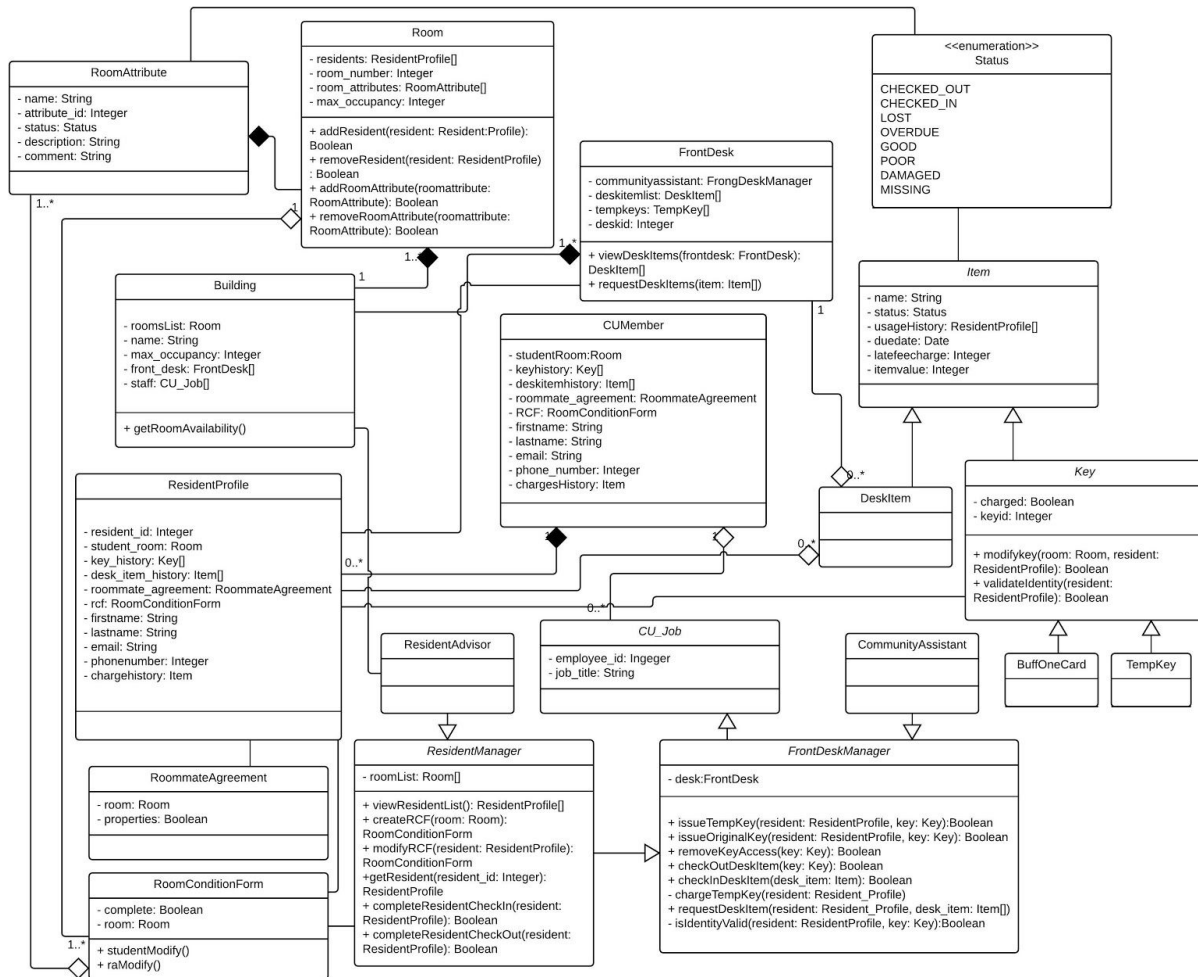 RoomAttribute
- name: String
- attribute_id: Integer
- status: Status
- description: String
- comment: String
1..*
Room
- residents: ResidentProfile[]
- room_number: Integer
- room_attributes: RoomAttribute[]
- max_occupancy: Integer
+ addResident(resident: Resident:Profile):
Boolean
+ removeResident(resident: ResidentProfile)
: Boolean
+ addRoomAttribute(roomattribute:
RoomAttribute): Boolean
+ removeRoomAttribute(roomattribute:
RoomAttribute): Boolean
1
<<enumeration>>
Status
CHECKED_OUT
CHECKED_IN
LOST
OVERDUE
GOOD
POOR
DAMAGED
MISSING
FrontDesk
- communityassistant: FrongDeskManager
- deskitemlist: DeskItem[]
- tempkeys: TempKey[]
- deskid: Integer
+ viewDeskItems(frontdesk: FrontDesk):
DeskItem[]
+ requestDeskItems(item: Item[])
1..*
1
1..*
1
Building
- roomsList: Room
- name: String
- max_occupancy: Integer
- front_desk: FrontDesk[]
- staff: CU_Job[]
+ getRoomAvailability()
CUMember
- studentRoom:Room
- keyhistory: Key[]
- deskitemhistory: Item[]
- roommate_agreement: RoommateAgreement
- RCF: RoomConditionForm
- firstname: String
- lastname: String
- email: String
- phone_number: Integer
- chargesHistory: Item
1
1
Item
- name: String
- status: Status
- usageHistory: ResidentProfile[]
- duedate: Date
- latefeecharge: Integer
- itemvalue: Integer
0..*
DeskItem
0..*
Key
- charged: Boolean
- keyid: Integer
+ modifykey(room: Room, resident:
ResidentProfile): Boolean
+ validateIdentity(resident:
ResidentProfile): Boolean
ResidentProfile
- resident_id: Integer
- student_room: Room
- key_history: Key[]
- desk_item_history: Item[]
- roommate_agreement: RoommateAgreement
- rcf: RoomConditionForm
- firstname: String
- lastname: String
- email: String
- phonenumber: Integer
- chargehistory: Item
0..*
0..*
CU_Job
- employee_id: Ingeger
- job_title: String
ResidentAdvisor
CommunityAssistant
BuffOneCard
TempKey
RoommateAgreement
- room: Room
- properties: Boolean
RoomConditionForm
- complete: Boolean
- room: Room
+ studentModify()
+ raModify()
1..*
ResidentManager
- roomList: Room[]
+ viewResidentList(): ResidentProfile[]
+ createRCF(room: Room):
RoomConditionForm
+ modifyRCF(resident: ResidentProfile):
RoomConditionForm
+getResident(resident_id: Integer):
ResidentProfile
+ completeResidentCheckIn(resident:
ResidentProfile): Boolean
+ completeResidentCheckOut(resident:
ResidentProfile): Boolean
FrontDeskManager
- desk:FrontDesk
+ issueTempKey(resident: ResidentProfile, key: Key):Boolean
+ issueOriginalKey(resident: ResidentProfile, key: Key): Boolean
+ removeKeyAccess(key: Key): Boolean
+ checkOutDeskItem(key: Key): Boolean
+ checkInDeskItem(desk_item: Item): Boolean
- chargeTempKey(resident: Resident_Profile)
+ requestDeskItem(resident: Resident_Profile, desk_item: Item[])
- isIdentityValid(resident: ResidentProfile, key: Key):Boolean